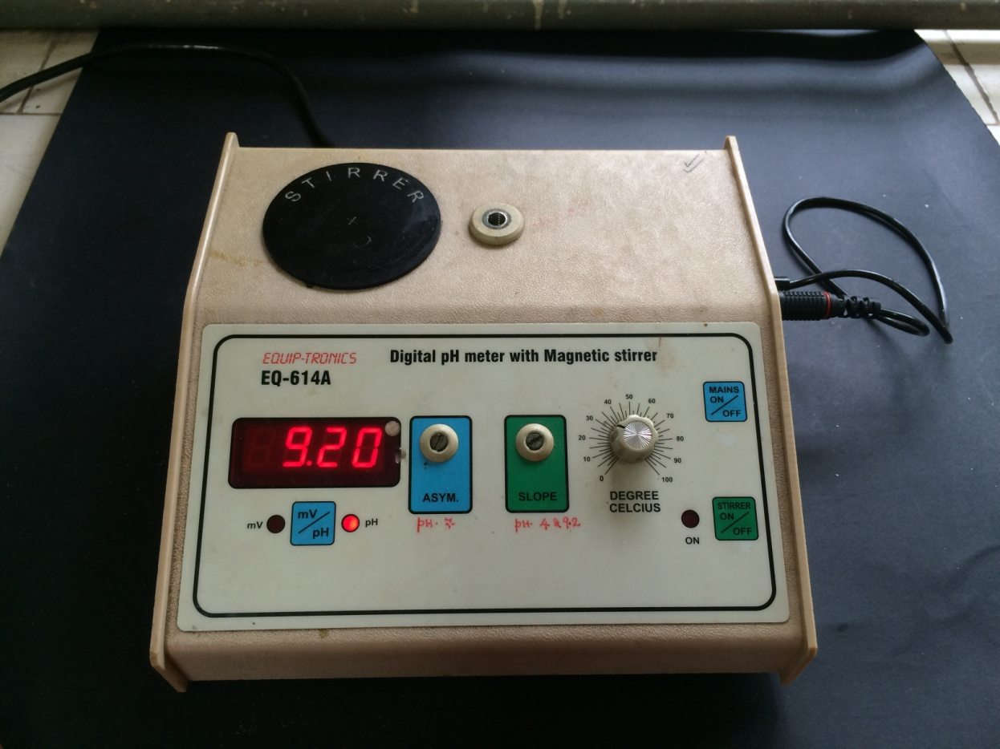 STIRRER
EQUIP-TRONICS
EQ-614A
Digital pH meter with Magnetic stirrer
MAINS
ON
OFF
9.20
ASYM.
SLOPE
0
10
20
30
40
50
60
70
80
90
100
DEGREE
CELCIUS
mV
mV
pH
pH
pH. 7
pH. 4 & 9.2
ON
STIRRER
ON
OFF